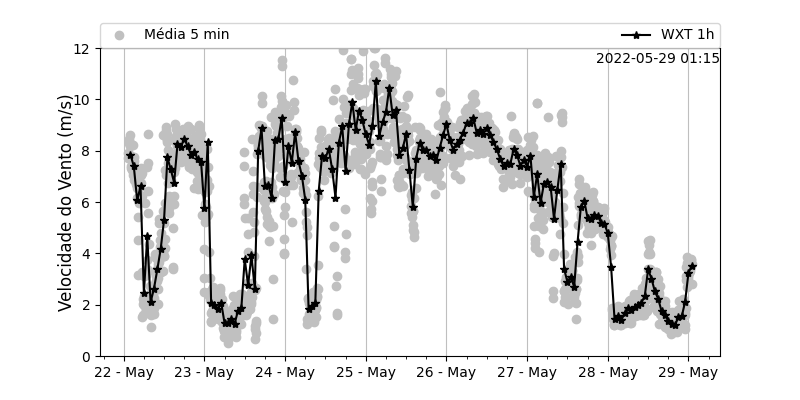 Média 5 min
WXT 1h
2022-05-29 01:15
Velocidade do Vento (m/s)
12
10
8
6
4
2
0
22 - May
23 - May
24 - May
25 - May
26 - May
27 - May
28 - May
29 - May